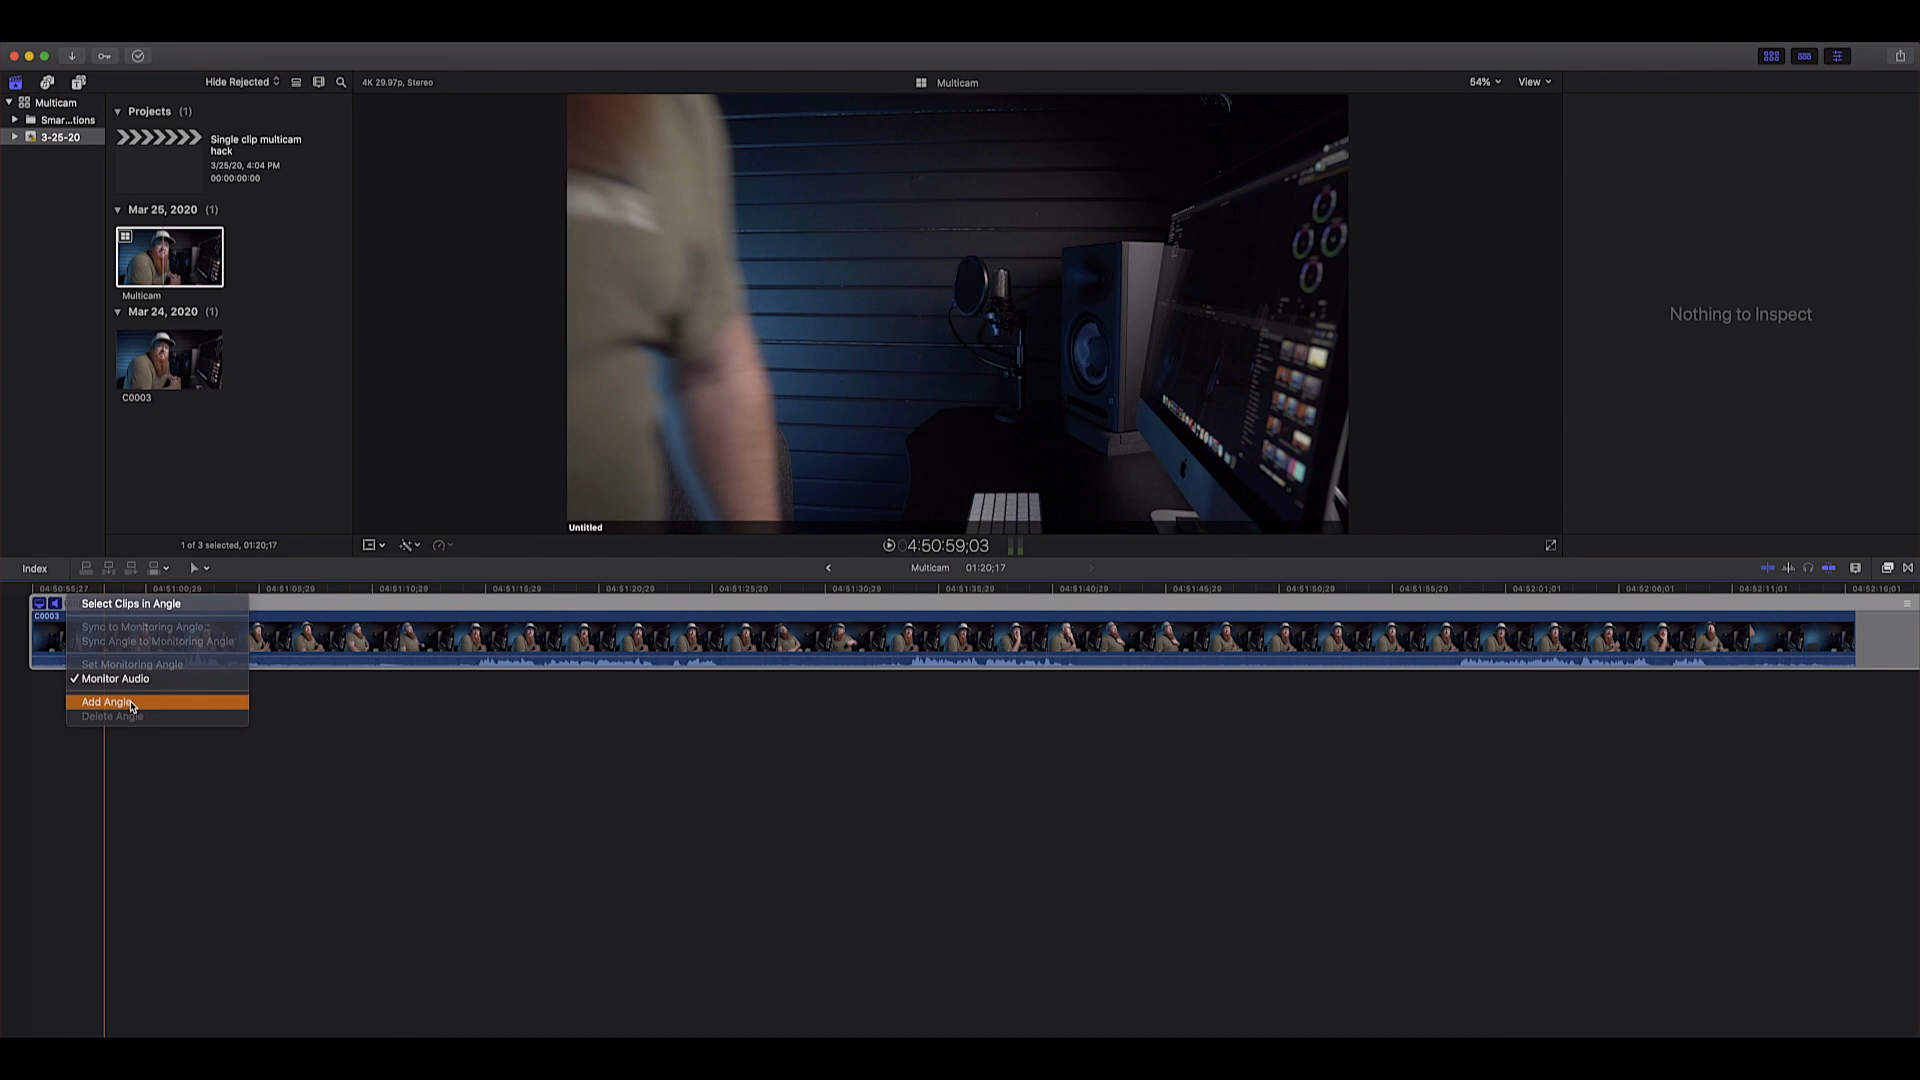 Hide Rejected
4K 29.97p, Stereo
Multicam
54%
View
Multicam
Smar...tions
3-25-20
Projects (1)
Single clip multicam
hack
3/25/20, 4:04 PM
00:00:00:00
Mar 25, 2020 (1)
Multicam
Mar 24, 2020 (1)
C0003
Nothing to Inspect
Untitled
1 of 3 selected, 01:20;17
04:50:59;03
Index
Multicam 01:20;17
04:50:55;27 04:51:00;29 04:51:05;29 04:51:10;29 04:51:15;29 04:51:20;29 04:51:25;29 04:51:30;29 04:51:35;29 04:51:40;29 04:51:45;29 04:51:50;29 04:51:55;29 04:52:01;01 04:52:06;01 04:52:11;01 04:52:16;01
C0003
Select Clips in Angle
Sync to Monitoring Angle...
Sync Angle to Monitoring Angle
Set Monitoring Angle
✓ Monitor Audio
Add Angle
Delete Angle